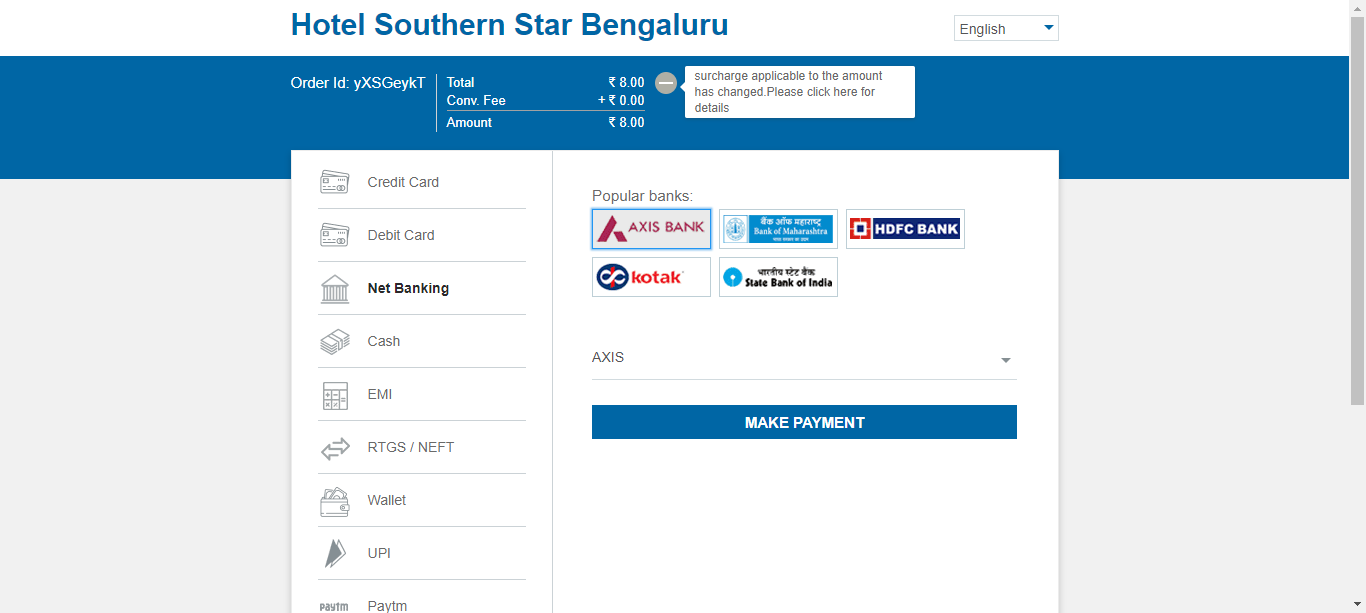 Hotel Southern Star Bengaluru
English
Order Id: yXSGeykT
Total ₹ 8.00
Conv. Fee + ₹ 0.00
Amount ₹ 8.00
surcharge applicable to the amount
has changed.Please click here for
details
Credit Card
Debit Card
Net Banking
Cash
EMI
RTGS / NEFT
Wallet
UPI
paytm Paytm
Popular banks:
AXIS BANK
बैंक ऑफ महाराष्ट्र
Bank of Maharashtra
HDFC BANK
kotak
भारतीय स्टेट बैंक
State Bank of India
AXIS
MAKE PAYMENT